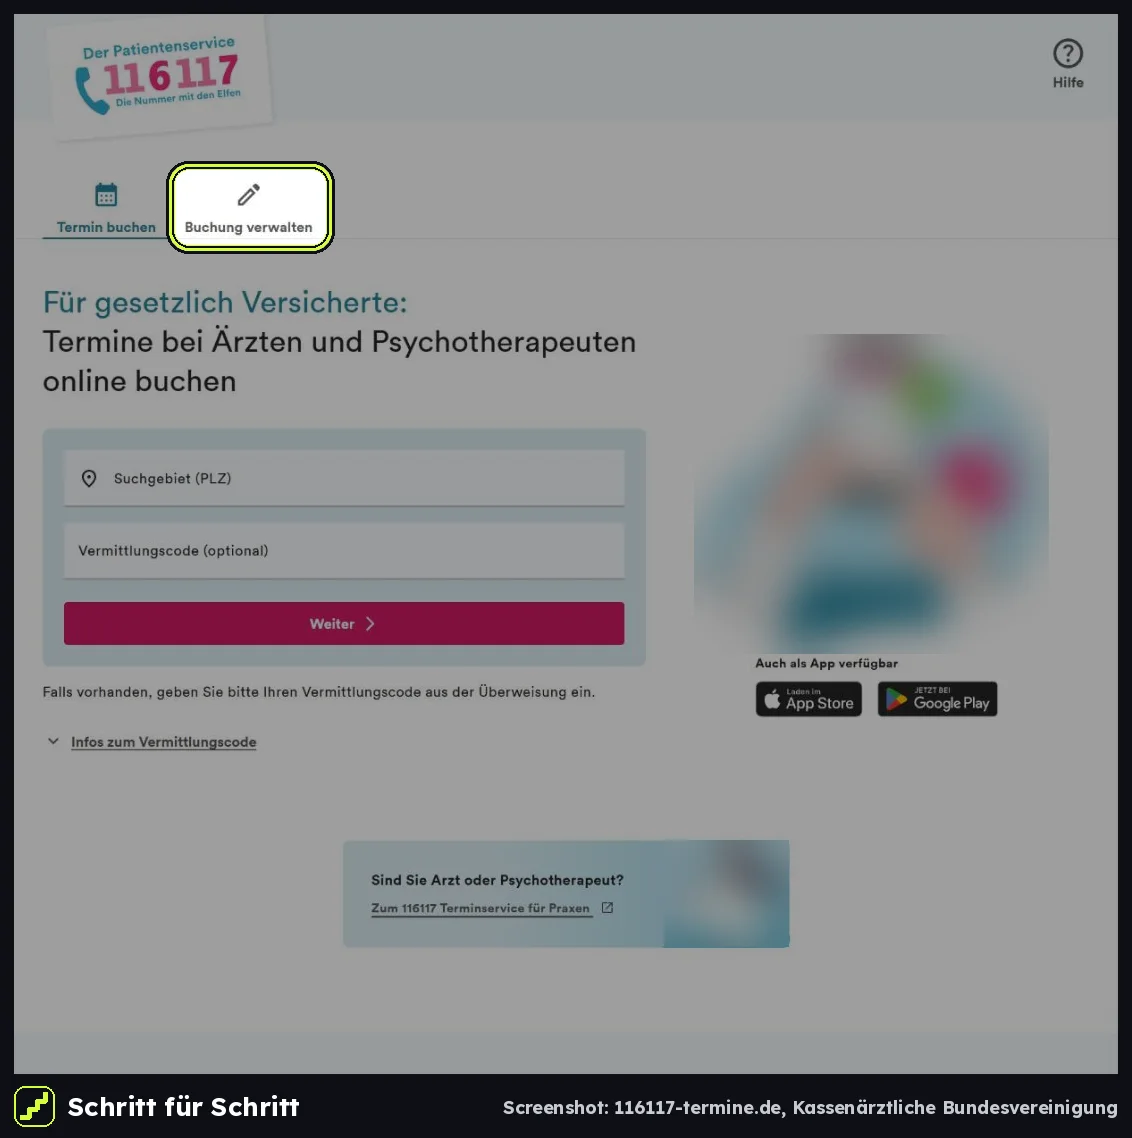 Der Patientenservice
116117
Die Nummer mit den Elfen
Hilfe
Termin buchen
Buchung verwalten
Für gesetzlich Versicherte:
Termine bei Ärzten und Psychotherapeuten
online buchen
Suchgebiet (PLZ)
Vermittlungscode (optional)
Weiter
Falls vorhanden, geben Sie bitte Ihren Vermittlungscode aus der Überweisung ein.
Infos zum Vermittlungscode
Auch als App verfügbar
Laden im
App Store
JETZT BEI
Google Play
Sind Sie Arzt oder Psychotherapeut?
Zum 116117 Terminservice für Praxen
Schritt für Schritt
Screenshot: 116117-termine.de, Kassenärztliche Bundesvereinigung